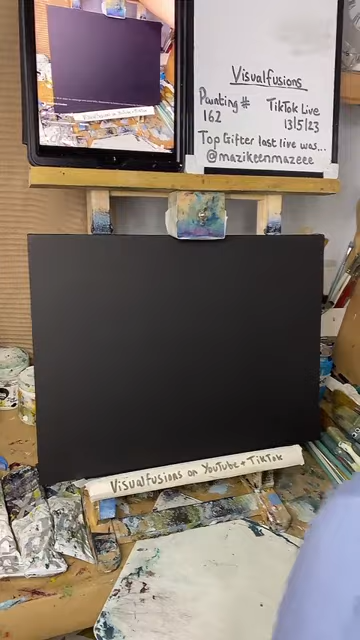 Visualfusions
Painting # TikTok Live
162 13/5/23
Top Gifter last live was...
@mazikeenmazeee
Visualfusions on YouTube + TikTok